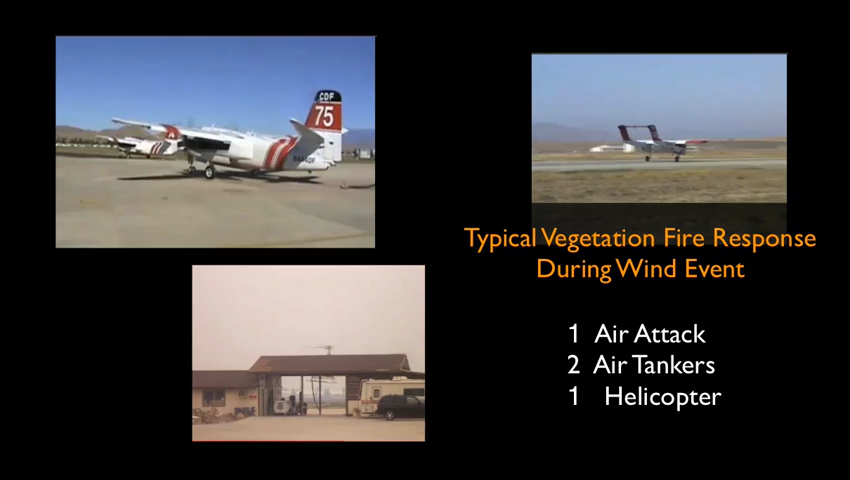 CDF
75
Typical Vegetation Fire Response
During Wind Event
1 Air Attack
2 Air Tankers
1 Helicopter